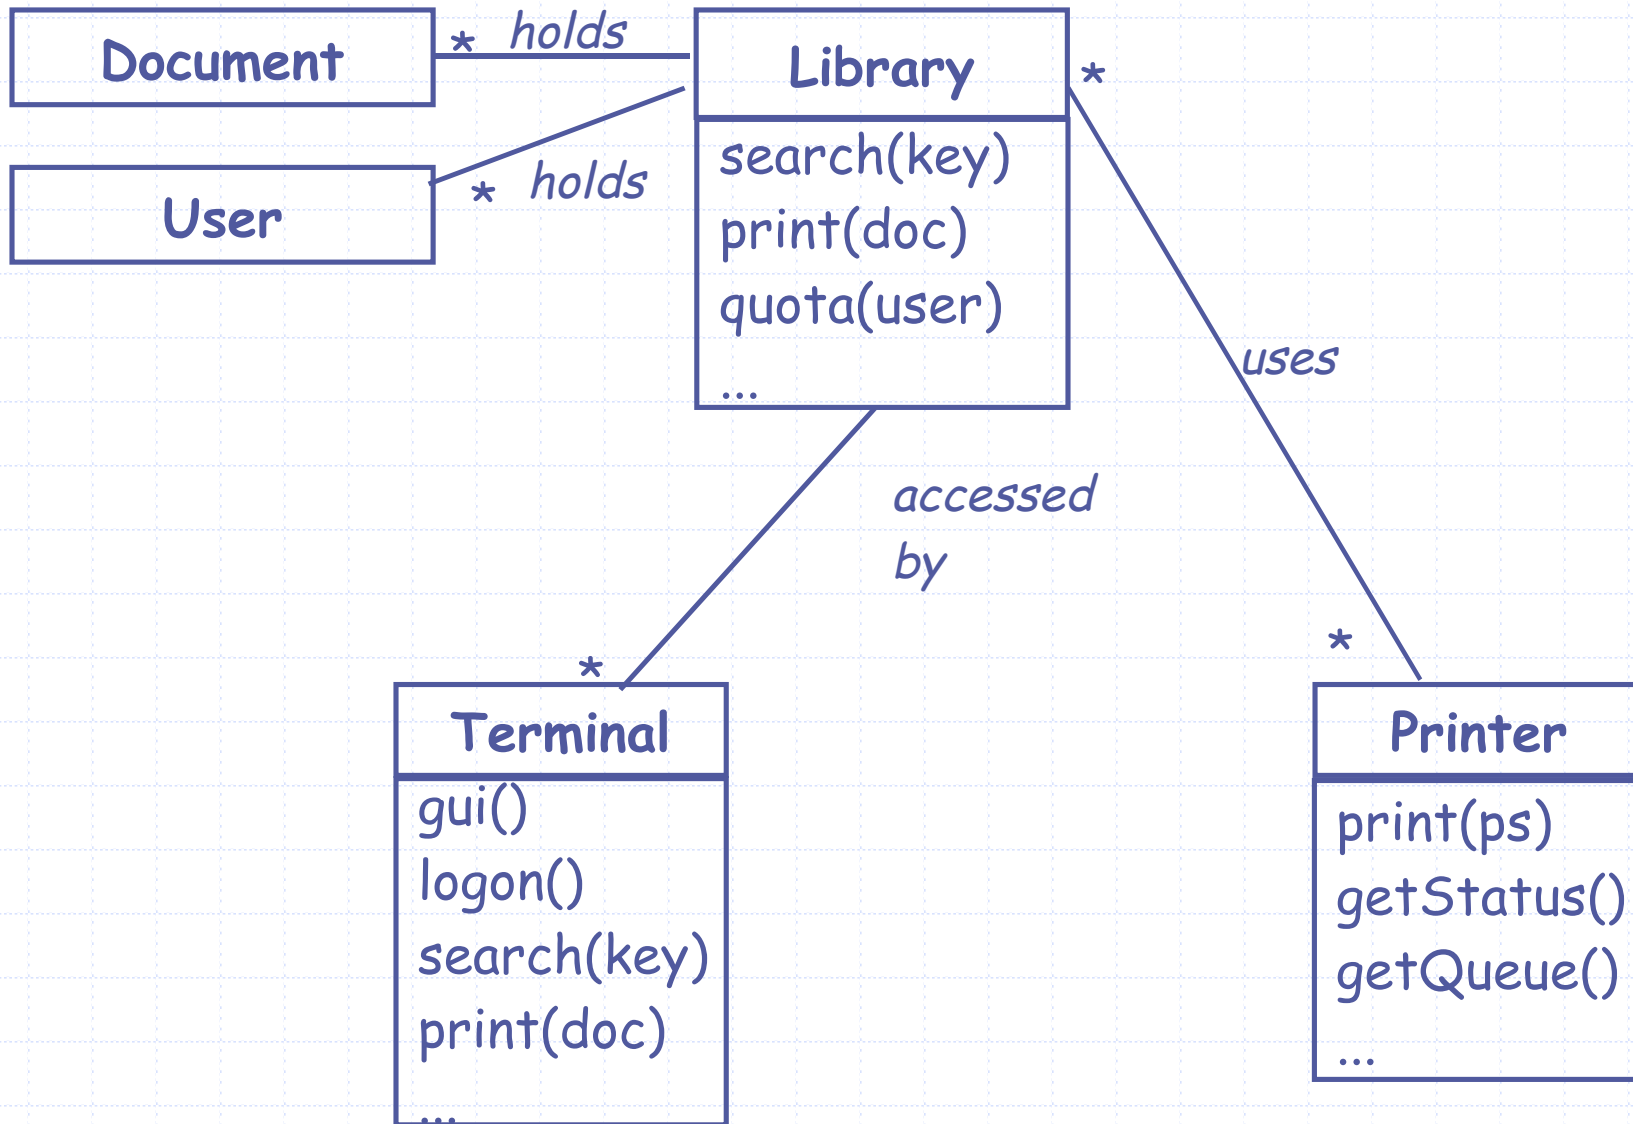 Document
*
holds
Library
*
User
*
holds
search(key)
print(doc)
quota(user)
...
uses
accessed
by
*
*
Terminal
gui()
logon()
search(key)
print(doc)
...
Printer
print(ps)
getStatus()
getQueue()
...